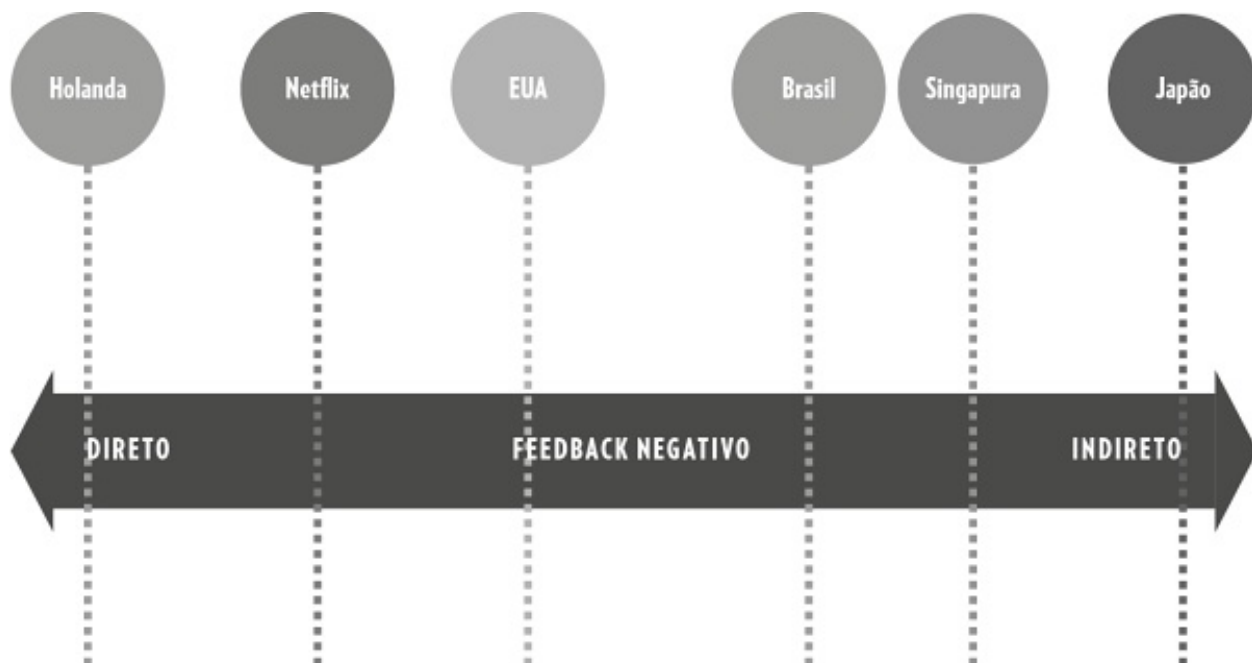 Holanda
Netflix
EUA
Brasil
Singapura
Japão
DIRETO
FEEDBACK NEGATIVO
INDIRETO